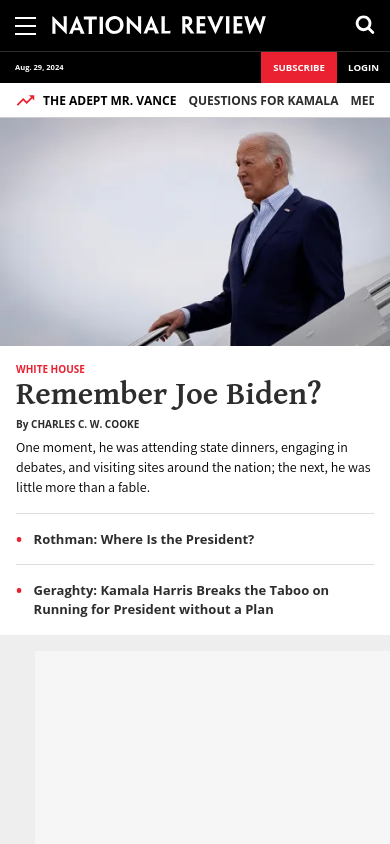 NATIONAL REVIEW
Aug. 29, 2024
SUBSCRIBE
LOGIN
THE ADEPT MR. VANCE QUESTIONS FOR KAMALA MED
WHITE HOUSE
Remember Joe Biden?
By CHARLES C. W. COOKE
One moment, he was attending state dinners, engaging in
debates, and visiting sites around the nation; the next, he was
little more than a fable.
Rothman: Where Is the President?
Geraghty: Kamala Harris Breaks the Taboo on
Running for President without a Plan